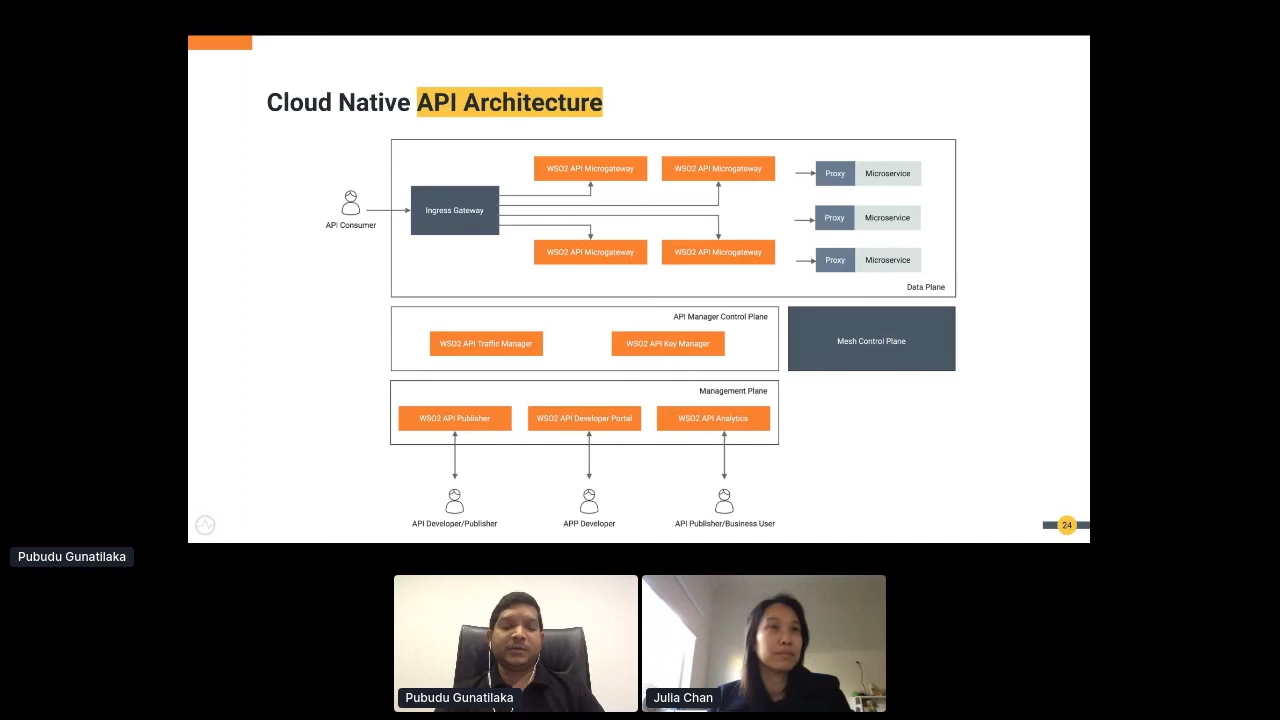 Cloud Native API Architecture
WSO2 API Microgateway
WSO2 API Microgateway
Proxy
Microservice
Ingress Gateway
API Consumer
Proxy
Microservice
WSO2 API Microgateway
WSO2 API Microgateway
Proxy
Microservice
Data Plane
API Manager Control Plane
WSO2 API Traffic Manager
WSO2 API Key Manager
Mesh Control Plane
Management Plane
WSO2 API Publisher
WSO2 API Developer Portal
WSO2 API Analytics
API Developer/Publisher
APP Developer
API Publisher/Business User
24
Pubudu Gunatilaka
Pubudu Gunatilaka
Julia Chan